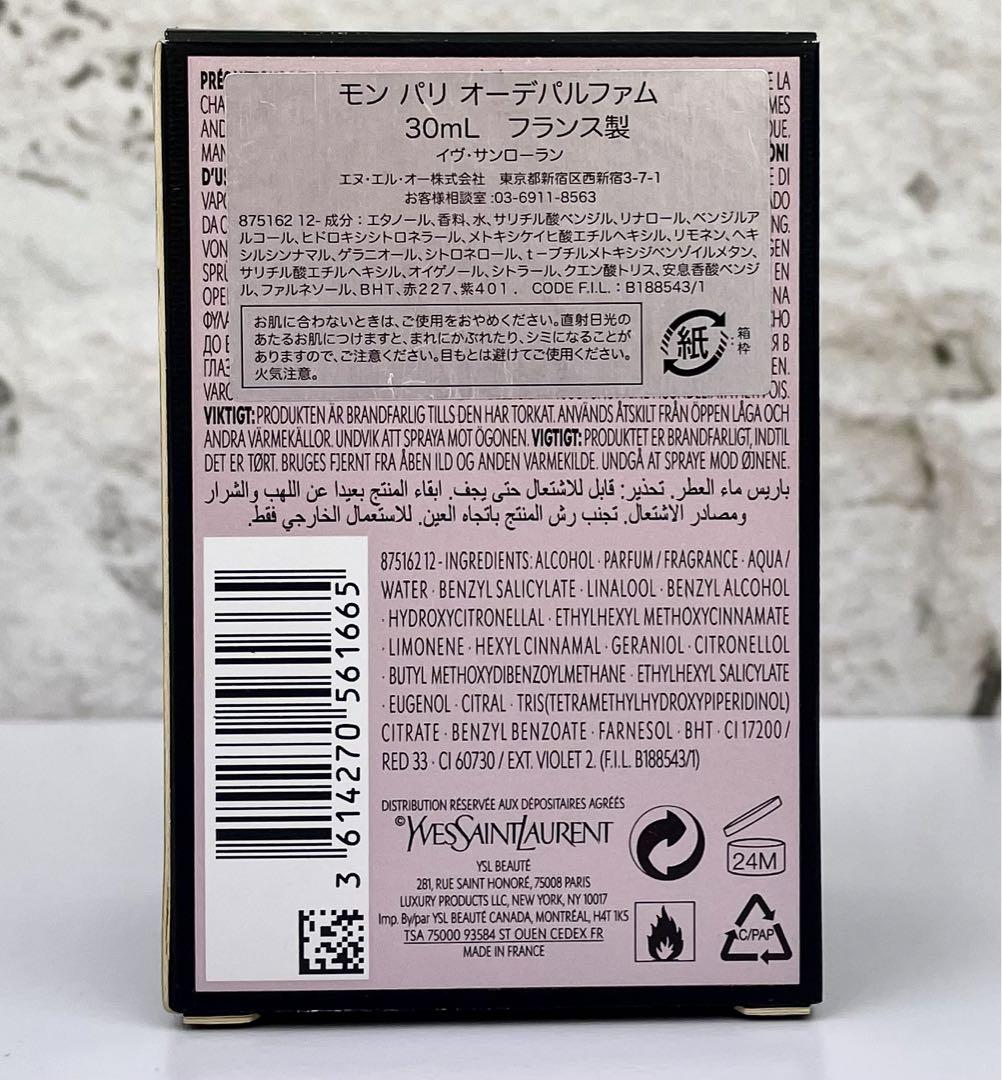 モン パリ オーデパルファム
30mL フランス製
イヴ・サンローラン
エヌ・エル・オー株式会社 東京都新宿区西新宿3-7-1
お客様相談室:03-6911-8563
875162 12- 成分:エタノール、香料、水、サリチル酸ベンジル、リナロール、ベンジルア
ルコール、ヒドロキシシトロネラール、メトキシケイヒ酸エチルヘキシル、リモネン、ヘキ
シルシンナマル、ゲラニオール、シトロネロール、t-ブチルメトキシジベンゾイルメタン、
サリチル酸エチルヘキシル、オイゲノール、シトラール、クエン酸トリス、安息香酸ベンジ
ル、ファルネソール、BHT、赤227、紫401. CODE F.I.L. : B188543/1
お肌に合わないときは、ご使用をおやめください。直射日光の
あたるお肌につけますと、まれにかぶれたり、シミになることが
ありますので、ご注意ください。目もとは避けてご使用ください。
火気注意。
紙
:箱
枠
VIKTIGT: PRODUKTEN ÄR BRANDFARLIG TILLS DEN HAR TORKAT. ANVÄNDS ÅTSKILT FRÅN ÖPPEN LÅGA OCH
ANDRA VÄRMEKÄLLOR. UNDVIK ATT SPRAYA MOT ÖGONEN. VIGTIGT: PRODUKTET ER BRANDFARLIGT, INDTIL
DET ER TØRT. BRUGES FJERNT FRA ÅBEN ILD OG ANDEN VARMEKILDE. UNDGÅ AT SPRAYE MOD ØJNENE.
باريس ماء العطر. تحذير: قابل للاشتعال حتى يجف. ابقاء المنتج بعيدا عن اللهب والشرار
ومصادر الاشتعال. تجنب رش المنتج باتجاه العين. للاستعمال الخارجي فقط.
875162 12 - INGREDIENTS: ALCOHOL · PARFUM / FRAGRANCE · AQUA /
WATER · BENZYL SALICYLATE · LINALOOL · BENZYL ALCOHOL
· HYDROXYCITRONELLAL · ETHYLHEXYL METHOXYCINNAMATE
· LIMONENE · HEXYL CINNAMAL · GERANIOL · CITRONELLOL
· BUTYL METHOXYDIBENZOYLMETHANE · ETHYLHEXYL SALICYLATE
· EUGENOL · CITRAL · TRIS(TETRAMETHYLHYDROXYPIPERIDINOL)
CITRATE · BENZYL BENZOATE · FARNESOL · BHT · CI 17200 /
RED 33 · CI 60730 / EXT. VIOLET 2. (F.I.L. B188543/1)
3 614270 561665
DISTRIBUTION RÉSERVÉE AUX DÉPOSITAIRES AGRÉÉS
©YVESSAINTLAURENT
YSL BEAUTÉ
281, RUE SAINT HONORÉ, 75008 PARIS
LUXURY PRODUCTS LLC, NEW YORK, NY 10017
Imp. By/par YSL BEAUTÉ CANADA, MONTRÉAL, H4T 1K5
TSA 75000 93584 ST OUEN CEDEX FR
MADE IN FRANCE
24M
C/PAP